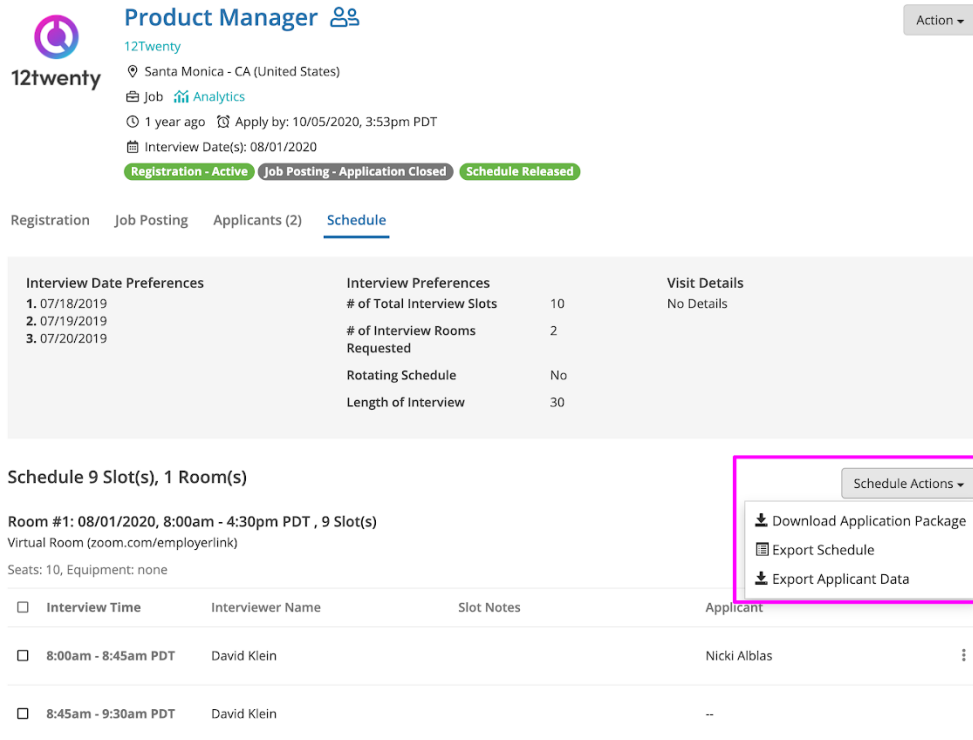 Product Manager
Action
12twenty
12Twenty
Santa Monica - CA (United States)
Job Analytics
1 year ago Apply by: 10/05/2020, 3:53pm PDT
Interview Date(s): 08/01/2020
Registration - Active Job Posting - Application Closed Schedule Released
Registration Job Posting Applicants (2) Schedule
Interview Date Preferences
1. 07/18/2019
2. 07/19/2019
3. 07/20/2019
Interview Preferences
# of Total Interview Slots 10
# of Interview Rooms Requested 2
Rotating Schedule No
Length of Interview 30
Visit Details
No Details
Schedule 9 Slot(s), 1 Room(s)
Schedule Actions
Download Application Package
Export Schedule
Export Applicant Data
Room #1: 08/01/2020, 8:00am - 4:30pm PDT , 9 Slot(s)
Virtual Room (zoom.com/employerlink)
Seats: 10, Equipment: none
Interview Time Interviewer Name Slot Notes Applicant
8:00am - 8:45am PDT David Klein Nicki Alblas
8:45am - 9:30am PDT David Klein --